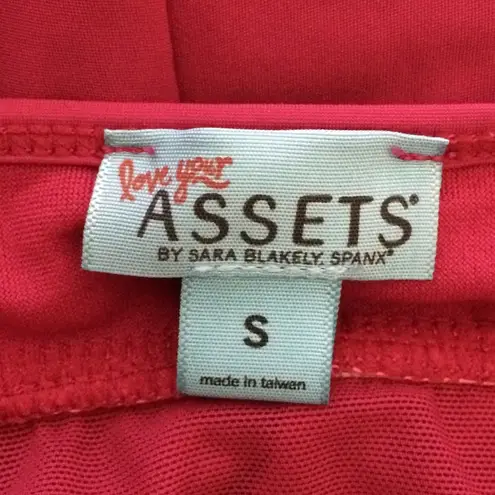 love your
ASSETS®
BY SARA BLAKELY, SPANX®
S
made in taiwan